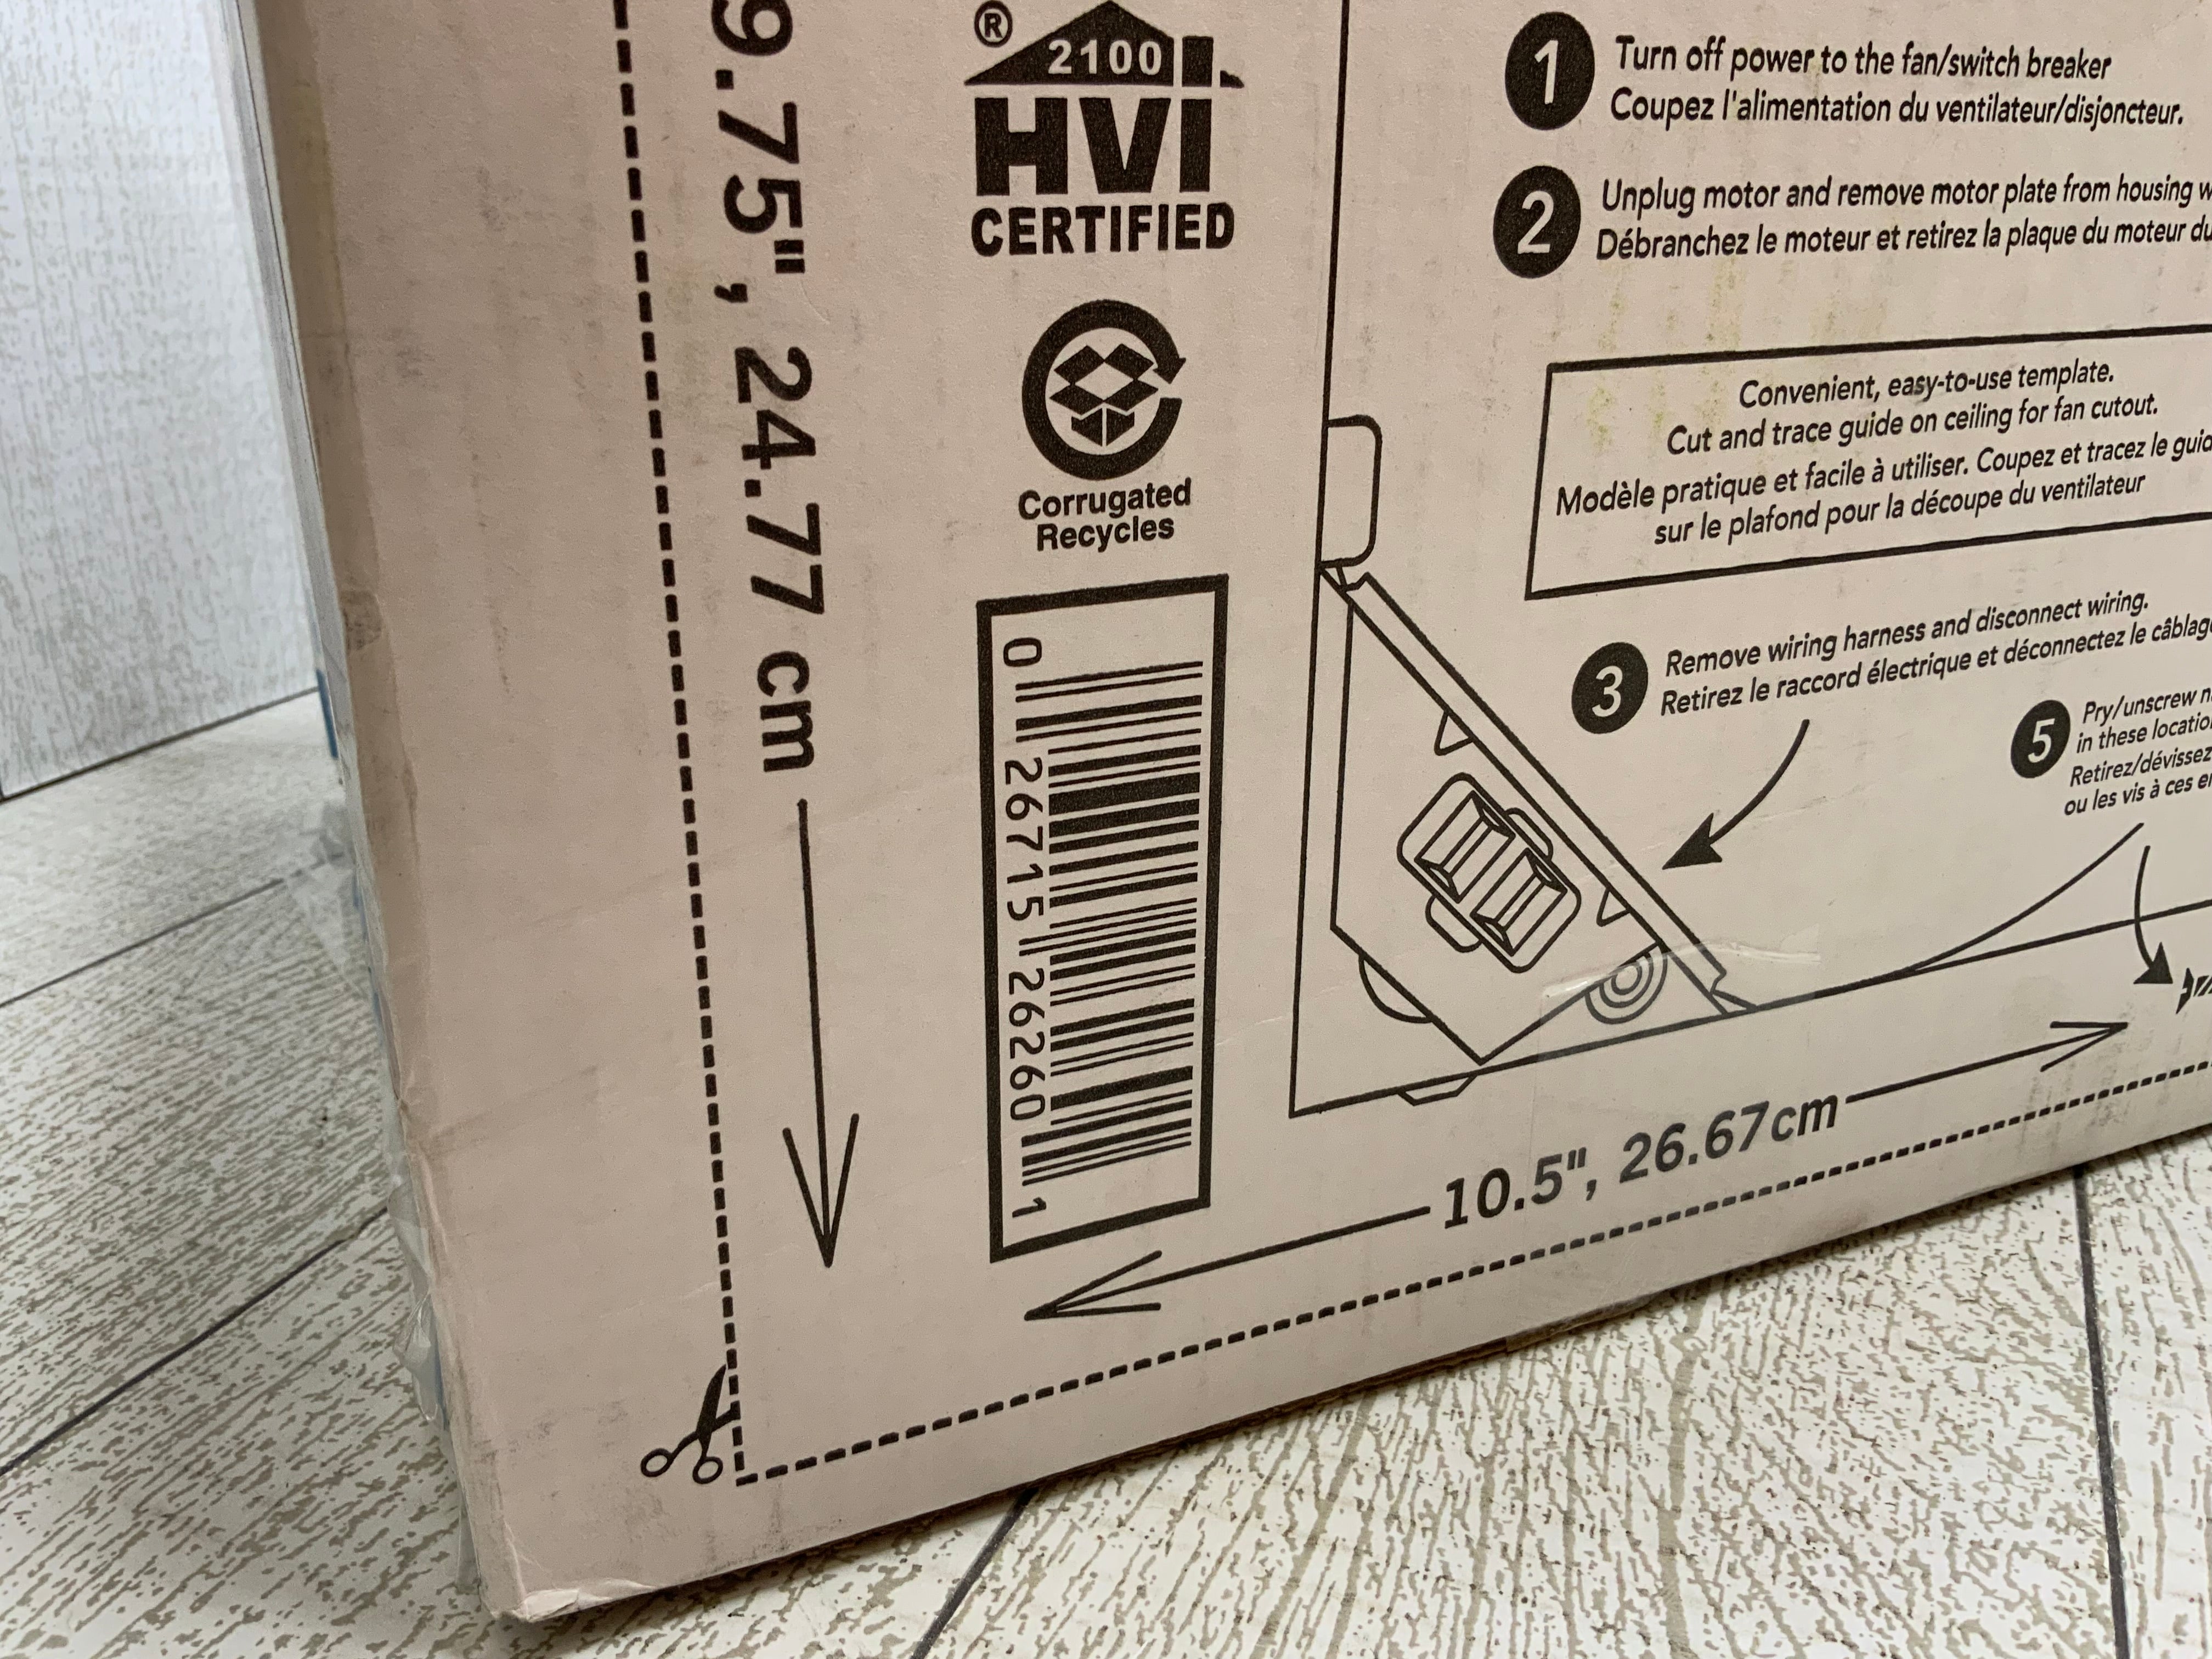 9.75", 24.77 cm
®
2100
HVI
CERTIFIED
Corrugated
Recycles
0 26715 26260 1
1 Turn off power to the fan/switch breaker
Coupez l'alimentation du ventilateur/disjoncteur.
2 Unplug motor and remove motor plate from housing
Débranchez le moteur et retirez la plaque du moteur du
Convenient, easy-to-use template.
Cut and trace guide on ceiling for fan cutout.
Modèle pratique et facile à utiliser. Coupez et tracez le
sur le plafond pour la découpe du ventilateur
3 Remove wiring harness and disconnect wiring.
Retirez le raccord électrique et déconnectez le
5 Pry/unscrew
in these
Retirez/dévissez
ou les vis à ces
10.5", 26.67cm